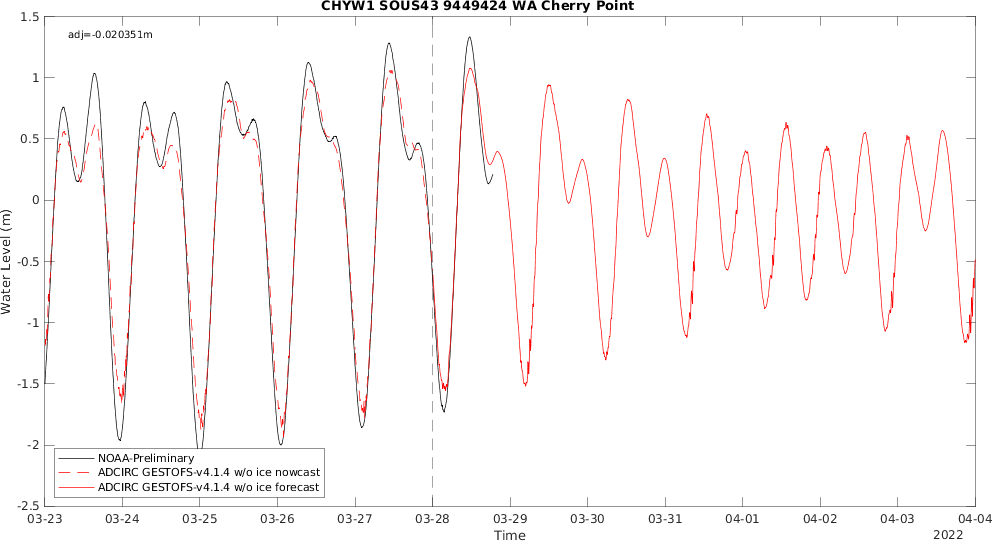 CHYW1 SOUS43 9449424 WA Cherry Point
adj=-0.020351m
1.5
1
0.5
0
-0.5
-1
-1.5
-2
-2.5
Water Level (m)
NOAA-Preliminary
ADCIRC GESTOFS-v4.1.4 w/o ice nowcast
ADCIRC GESTOFS-v4.1.4 w/o ice forecast
03-23 03-24 03-25 03-26 03-27 03-28 03-29 03-30 03-31 04-01 04-02 04-03 04-04
Time
2022